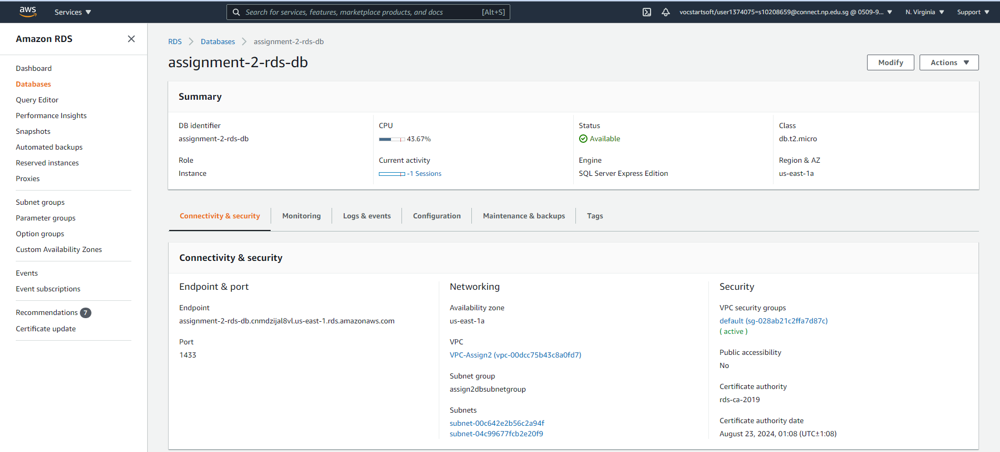 aws
Services
Search for services, features, marketplace products, and docs
[Alt+S]
vocstartsoft/user1374075=s10208659@connect.np.edu.sg @ 0509-9...
N. Virginia
Support
Amazon RDS
Dashboard
Databases
Query Editor
Performance Insights
Snapshots
Automated backups
Reserved instances
Proxies
Subnet groups
Parameter groups
Option groups
Custom Availability Zones
Events
Event subscriptions
Recommendations 7
Certificate update
RDS > Databases > assignment-2-rds-db
assignment-2-rds-db
Modify
Actions
Summary
DB identifier
assignment-2-rds-db
CPU
43.67%
Status
Available
Class
db.t2.micro
Role
Instance
Current activity
-1 Sessions
Engine
SQL Server Express Edition
Region & AZ
us-east-1a
Connectivity & security
Monitoring
Logs & events
Configuration
Maintenance & backups
Tags
Connectivity & security
Endpoint & port
Endpoint
assignment-2-rds-db.cnmdzijal8vl.us-east-1.rds.amazonaws.com
Port
1433
Networking
Availability zone
us-east-1a
VPC
VPC-Assign2 (vpc-00dcc75b43c8a0fd7)
Subnet group
assign2dbsubnetgroup
Subnets
subnet-00c642e2b56c2a94f
subnet-04c99677fcb2e20f9
Security
VPC security groups
default (sg-028ab21c2ffa7d87c)
( active )
Public accessibility
No
Certificate authority
rds-ca-2019
Certificate authority date
August 23, 2024, 01:08 (UTC±1:08)